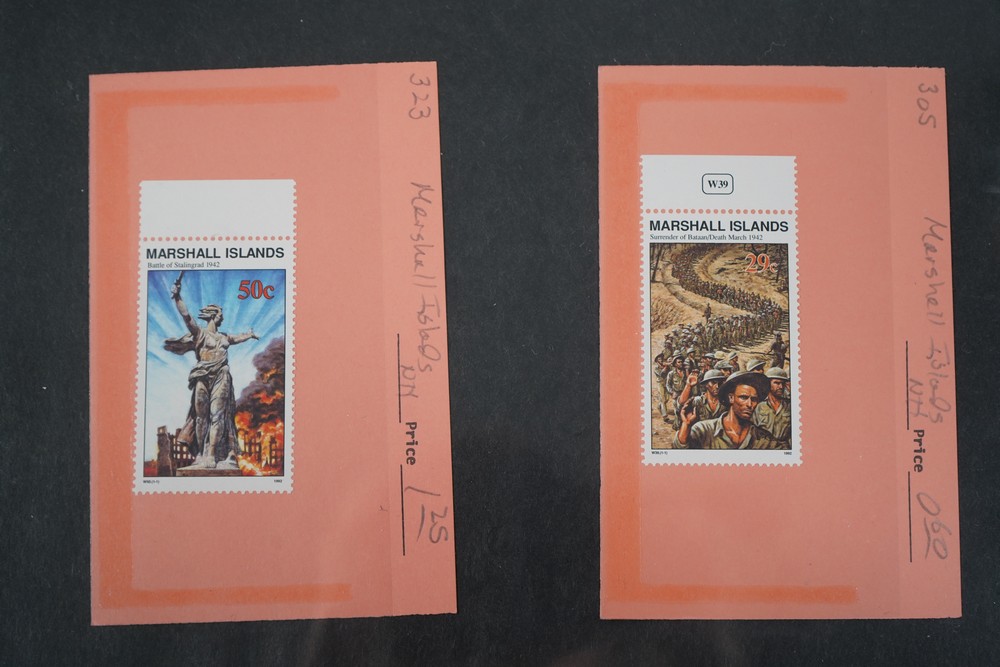 MARSHALL ISLANDS
Battle of Stalingrad 1942
50c
1992
323 Marshall Islands NH Price 1 25
W39
MARSHALL ISLANDS
Surrender of Bataan/Death March 1942
29c
1992
305 Marshall Islands NH Price 0 60